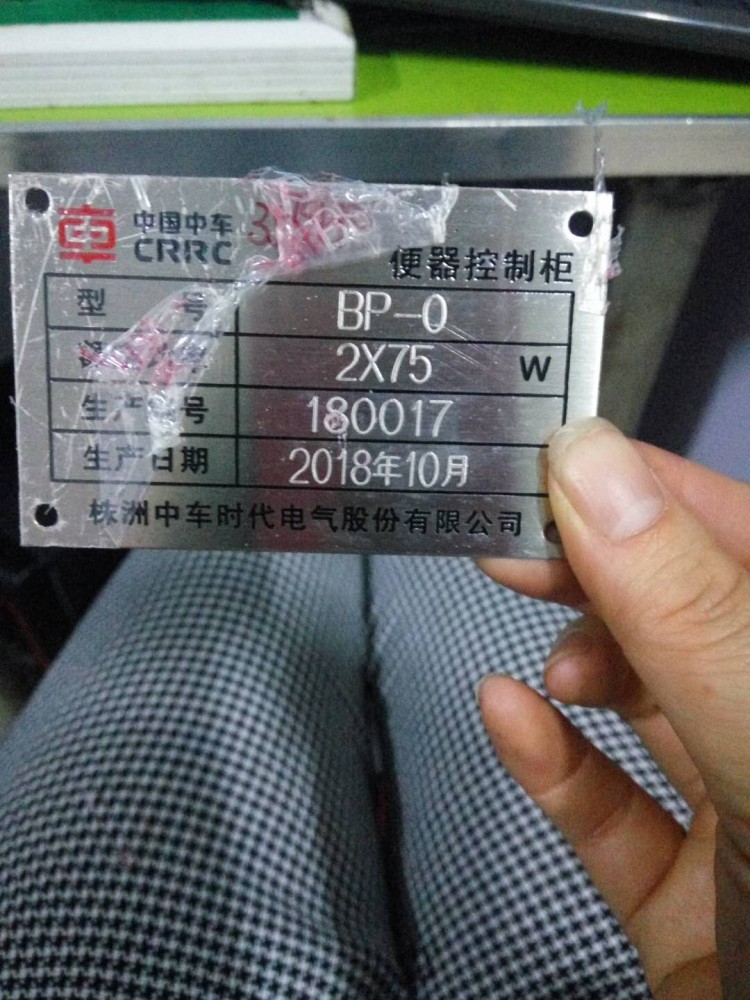 中国中车
CRRC
便器控制柜
型 号 BP-0
2X75 W
生产编号 180017
生产日期 2018年10月
株洲中车时代电气股份有限公司